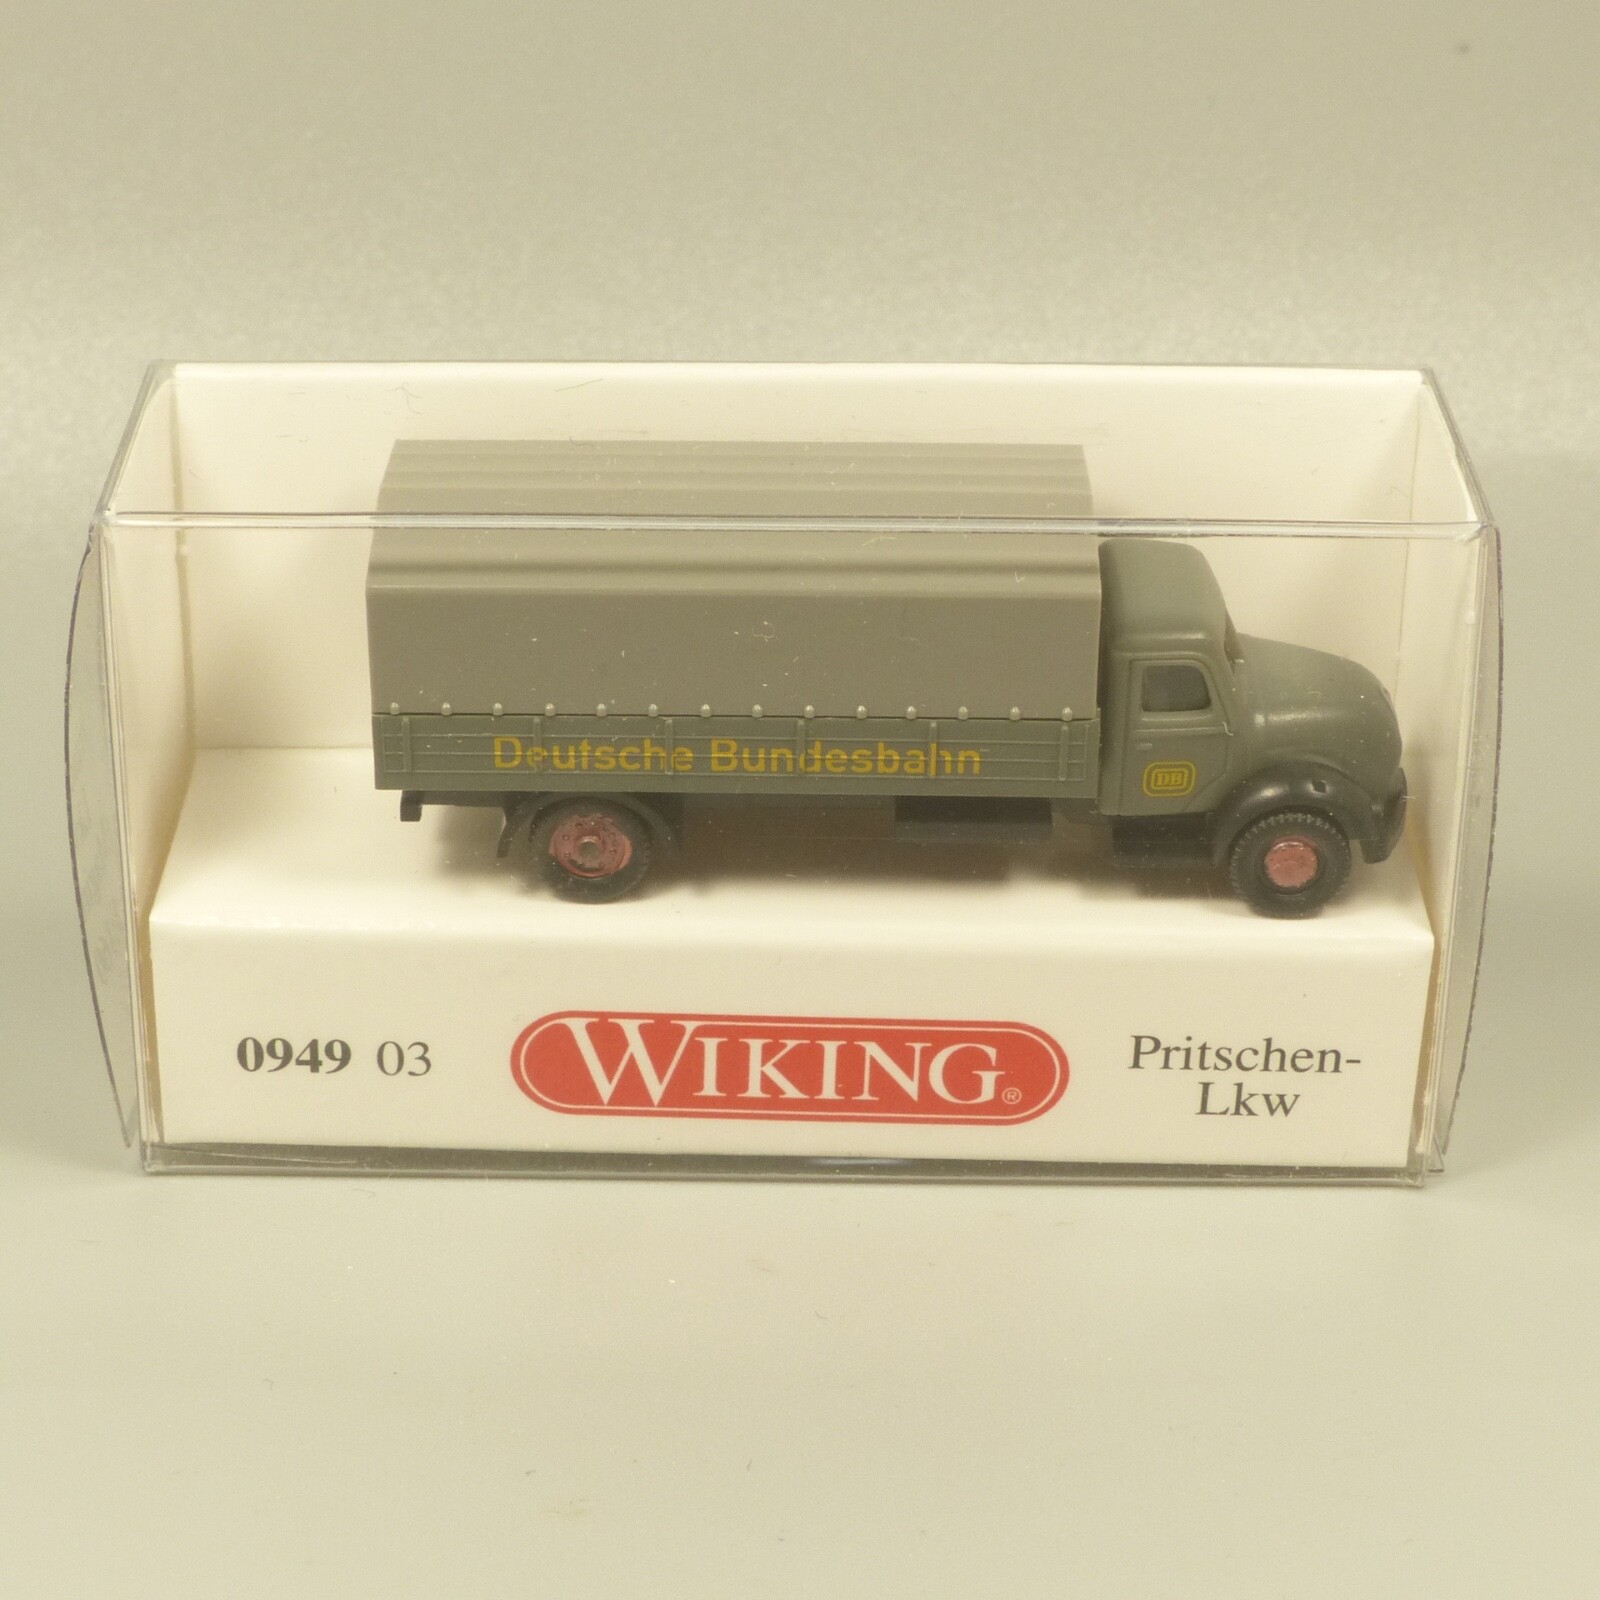 Deutsche Bundesbahn
DB
0949 03
WIKING®
Pritschen-
Lkw